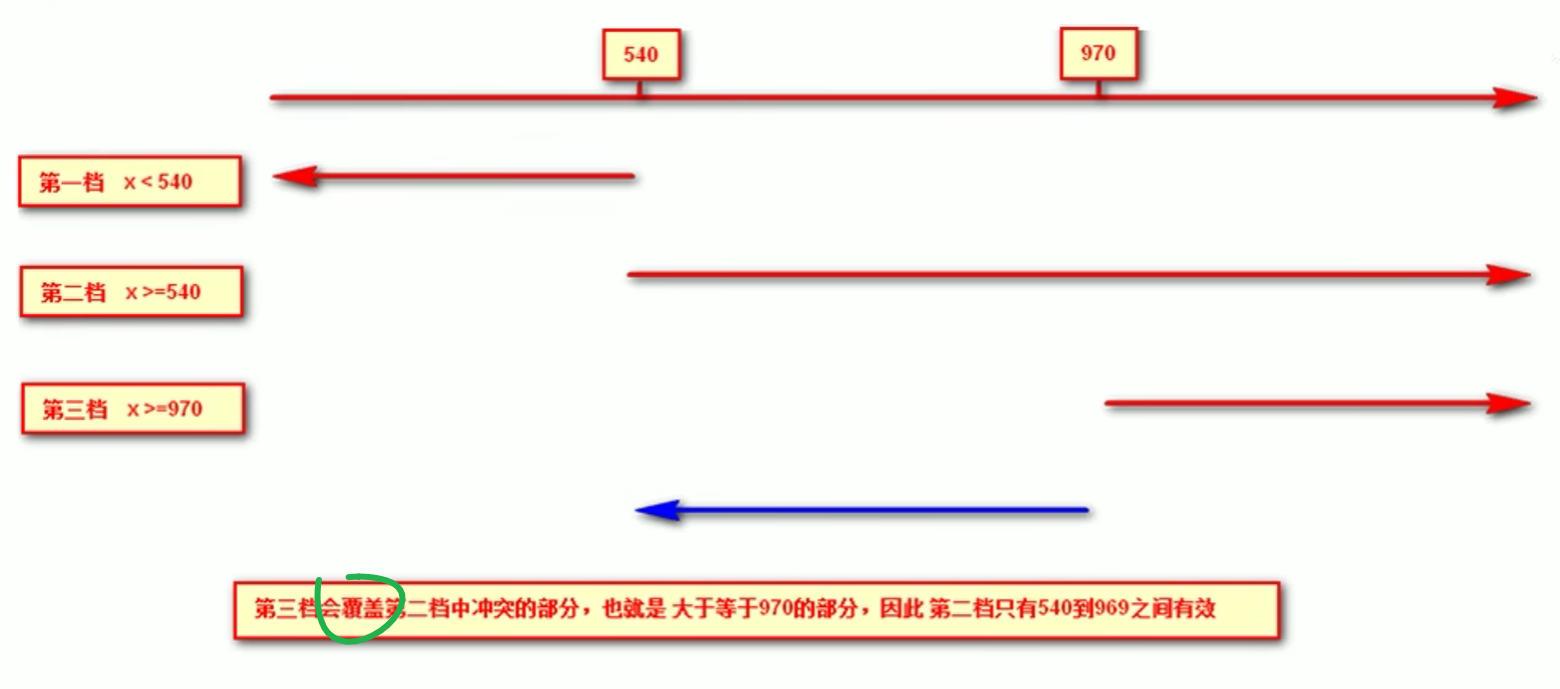 540
970
第一档 x < 540
第二档 x >=540
第三档 x >=970
第三档会覆盖第二档中冲突的部分，也就是 大于等于970的部分，因此 第二档只有540到969之间有效